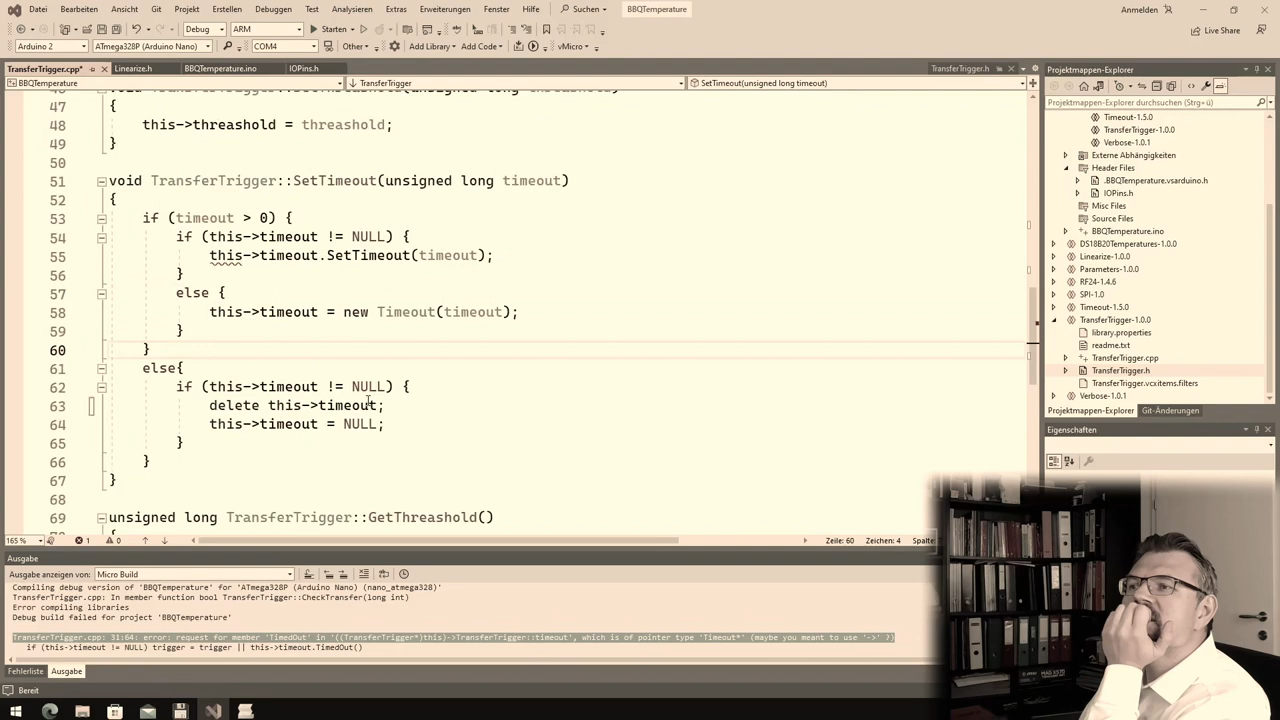 Datei Bearbeiten Ansicht Git Projekt Erstellen Debuggen Test Analysieren Extras Erweiterungen Fenster Hilfe Suchen BBQTemperature Anmelden
Debug ARM Starten Live Share
Arduino 2 ATmega328P (Arduino Nano) COM4 Other Add Library Add Code vMicro
TransferTrigger.cpp* Linearize.h BBQTemperature.ino IOPins.h TransferTrigger.h
BBQTemperature TransferTrigger SetTimeout(unsigned long timeout)
47 {
48 this->threashold = threashold;
49 }
50
51 void TransferTrigger::SetTimeout(unsigned long timeout)
52 {
53 if (timeout > 0) {
54 if (this->timeout != NULL) {
55 this->timeout.SetTimeout(timeout);
56 }
57 else {
58 this->timeout = new Timeout(timeout);
59 }
60 }
61 else{
62 if (this->timeout != NULL) {
63 delete this->timeout;
64 this->timeout = NULL;
65 }
66 }
67 }
68
69 unsigned long TransferTrigger::GetThreashold()
165 % 1 0 Zeile: 60 Zeichen: 4 Spalte:
Ausgabe
Ausgabe anzeigen von: Micro Build
Compiling debug version of 'BBQTemperature' for 'ATmega328P (Arduino Nano) (nano_atmega328)'
TransferTrigger.cpp: In member function bool TransferTrigger::CheckTransfer(long int)
Error compiling libraries
Debug build failed for project 'BBQTemperature'
TransferTrigger.cpp: 31:64: error: request for member 'TimedOut' in '((TransferTrigger*)this)->TransferTrigger::timeout', which is of pointer type 'Timeout*' (maybe you meant to use '->' ?)
if (this->timeout != NULL) trigger = trigger || this->timeout.TimedOut()
Fehlerliste Ausgabe
Bereit
Projektmappen-Explorer
Projektmappen-Explorer durchsuchen (Strg+ü)
Timeout-1.5.0
TransferTrigger-1.0.0
Verbose-1.0.1
Externe Abhängigkeiten
Header Files
.BBQTemperature.vsarduino.h
IOPins.h
Misc Files
Source Files
BBQTemperature.ino
DS18B20Temperatures-1.0.0
Linearize-1.0.0
Parameters-1.0.0
RF24-1.4.6
SPI-1.0
Timeout-1.5.0
TransferTrigger-1.0.0
library.properties
readme.txt
TransferTrigger.cpp
TransferTrigger.h
TransferTrigger.vcxitems.filters
Verbose-1.0.1
Projektmappen-Explorer Git-Änderungen
Eigenschaften